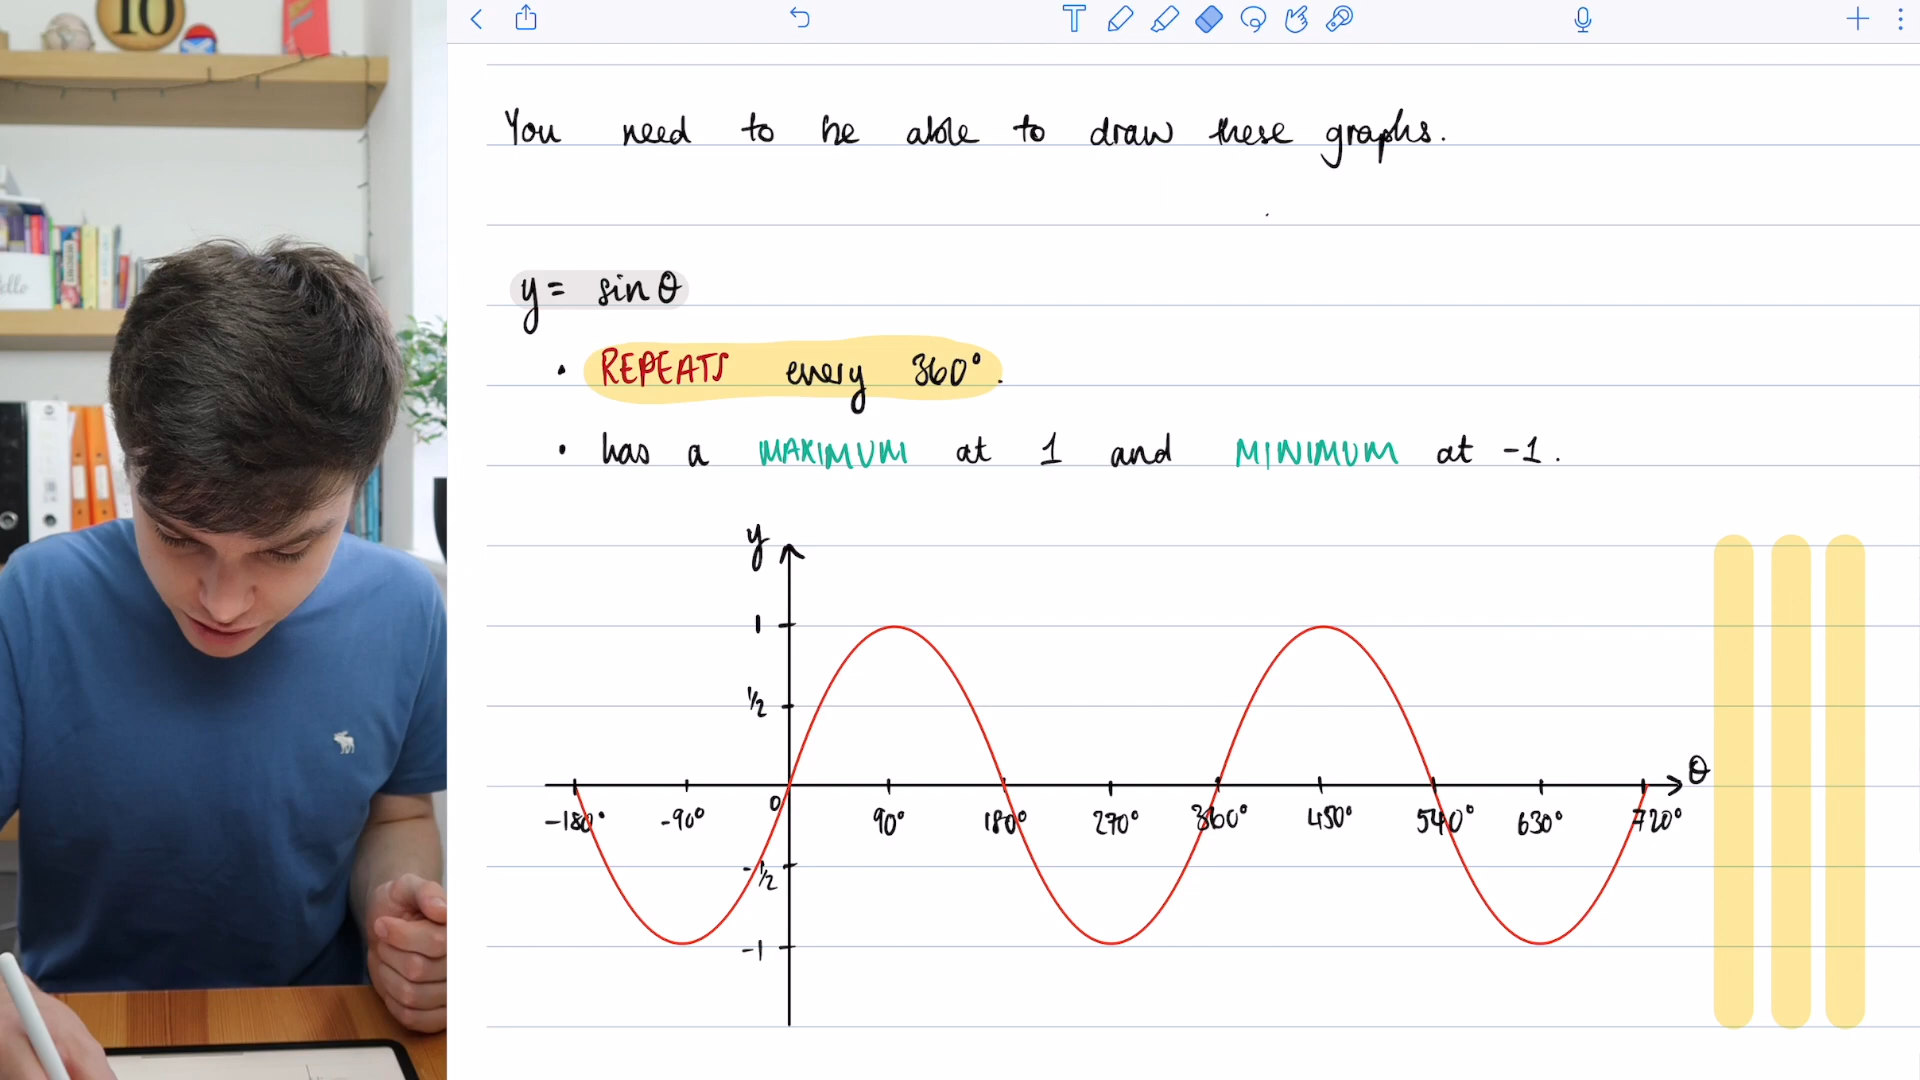 10
Hello
You need to be able to draw these graphs.
y = sin θ
• REPEATS every 360°.
• has a MAXIMUM at 1 and MINIMUM at -1.
y
1
1/2
θ
0
-180° -90° 90° 180° 270° 360° 450° 540° 630° 720°
-1/2
-1